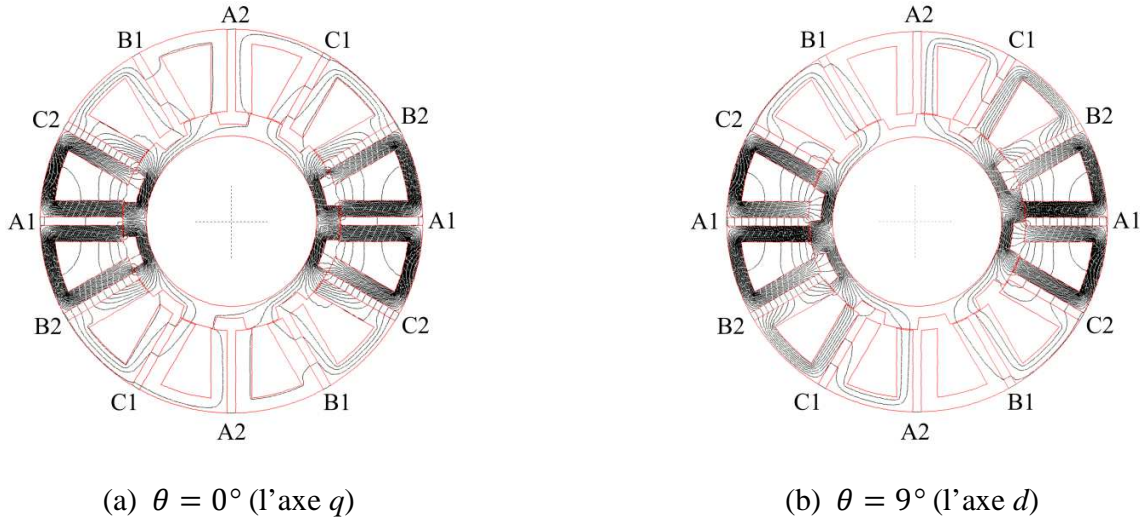 A2
B1
C1
C2
B2
A1
A1
B2
C2
C1
B1
A2
A2
B1
C1
C2
B2
A1
A1
B2
C2
C1
B1
A2
(a) θ = 0° (l’axe q)
(b) θ = 9° (l’axe d)